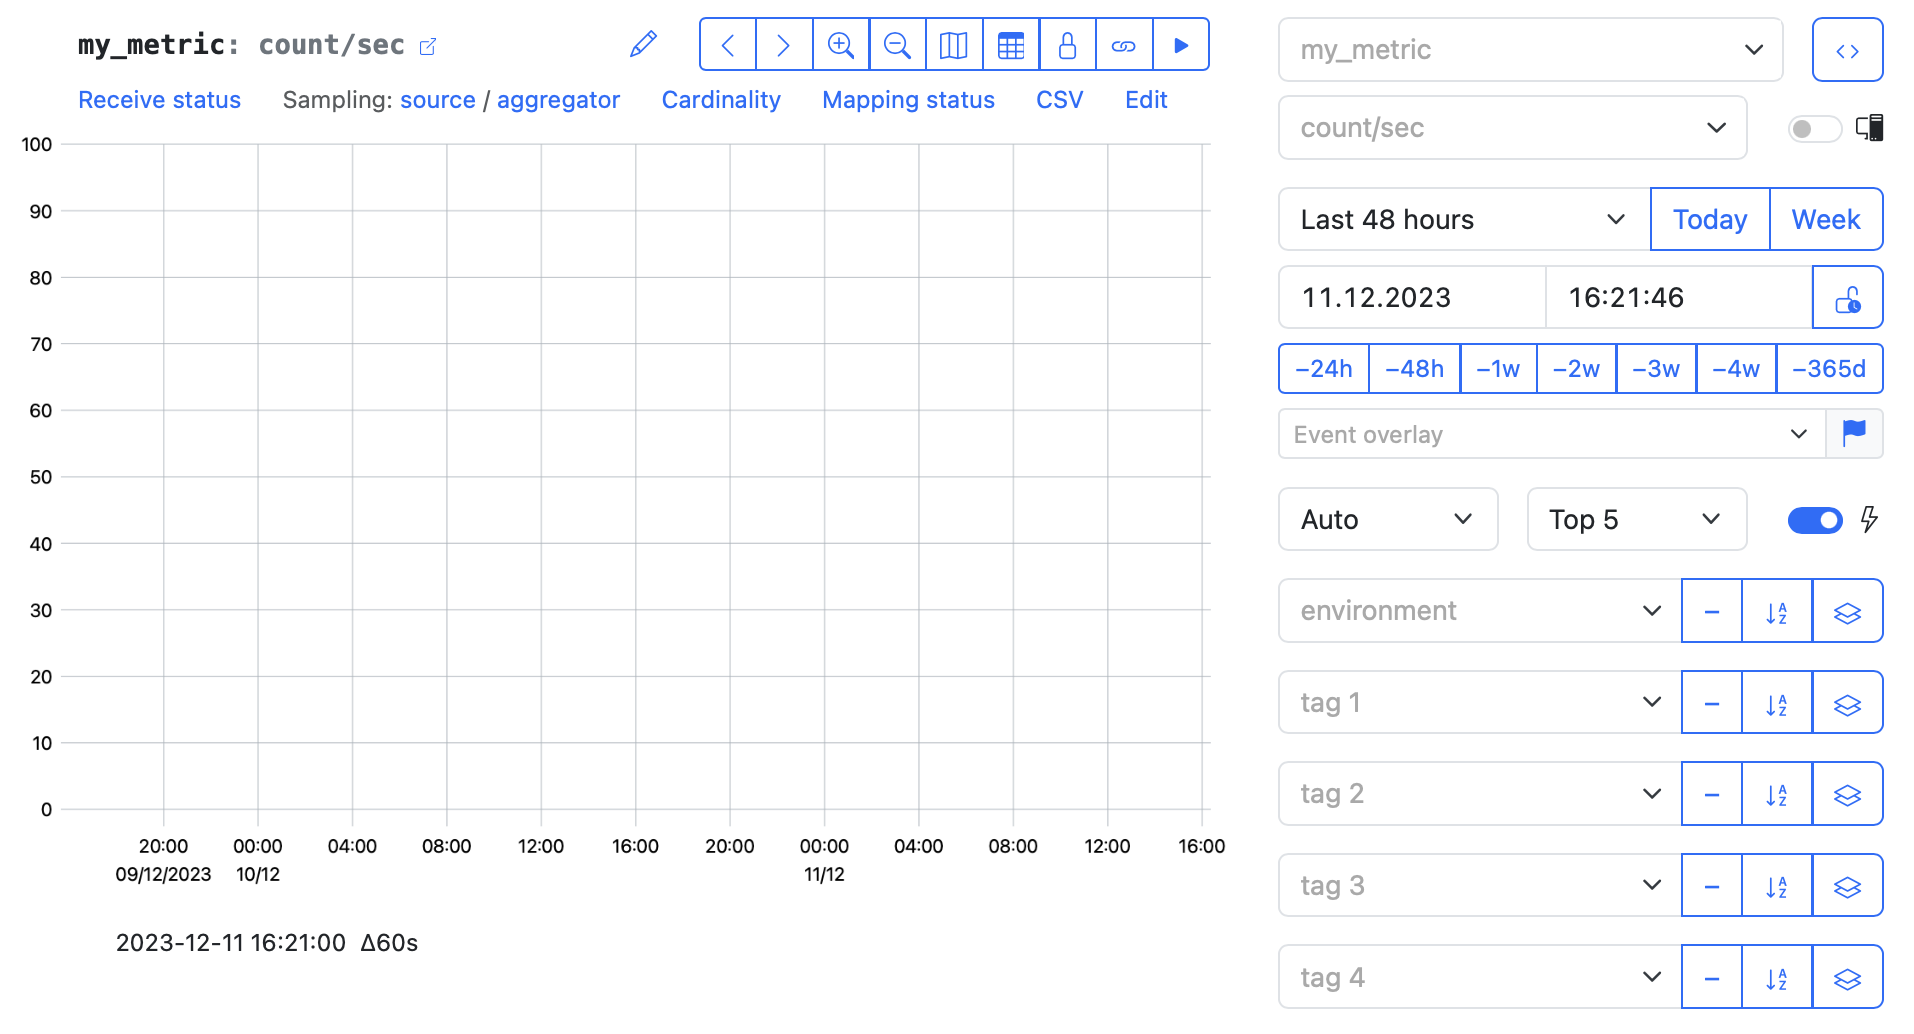 my_metric: count/sec
Receive status Sampling: source / aggregator Cardinality Mapping status CSV Edit
100
90
80
70
60
50
40
30
20
10
0
20:00 00:00 04:00 08:00 12:00 16:00 20:00 00:00 04:00 08:00 12:00 16:00
09/12/2023 10/12 11/12
2023-12-11 16:21:00 Δ60s
my_metric
count/sec
Last 48 hours Today Week
11.12.2023 16:21:46
–24h –48h –1w –2w –3w –4w –365d
Event overlay
Auto Top 5
environment – A Z
tag 1 – A Z
tag 2 – A Z
tag 3 – A Z
tag 4 – A Z